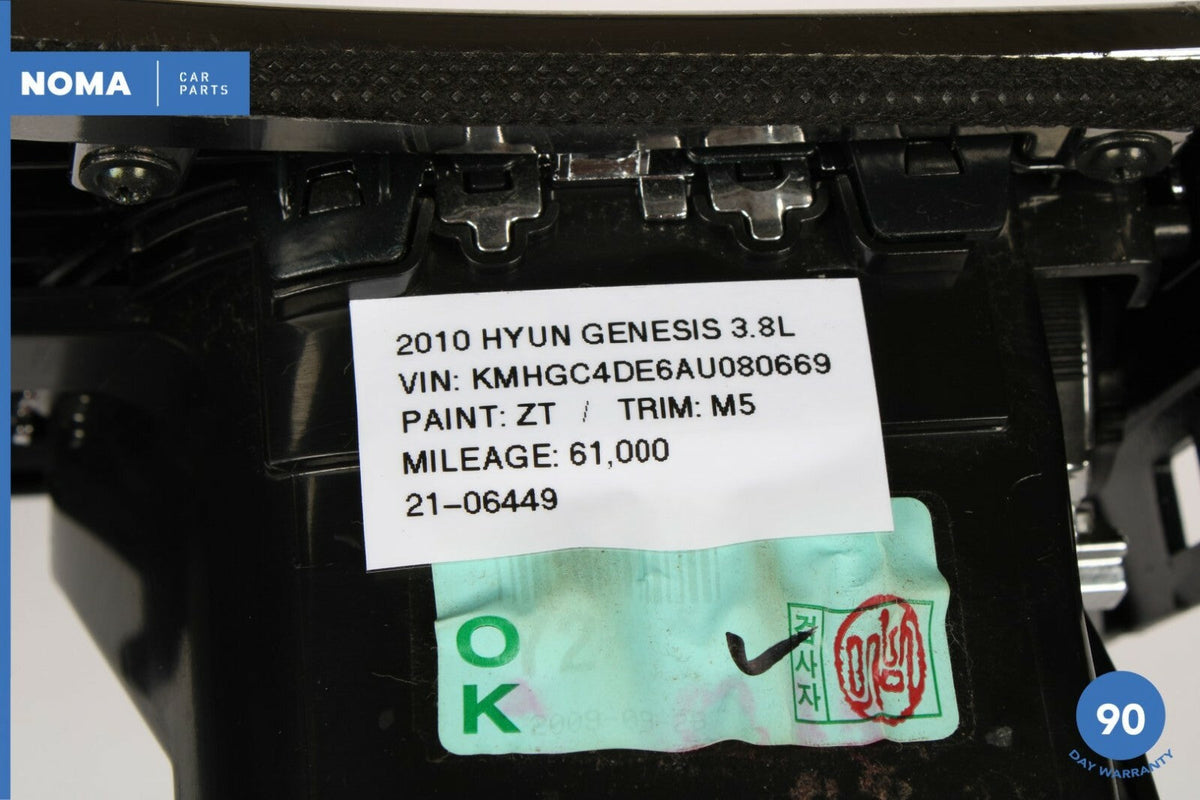 NOMA
CAR
PARTS
2010 HYUN GENESIS 3.8L
VIN: KMHGC4DE6AU080669
PAINT: ZT / TRIM: M5
MILEAGE: 61,000
21-06449
OK
검사자
90
DAY WARRANTY